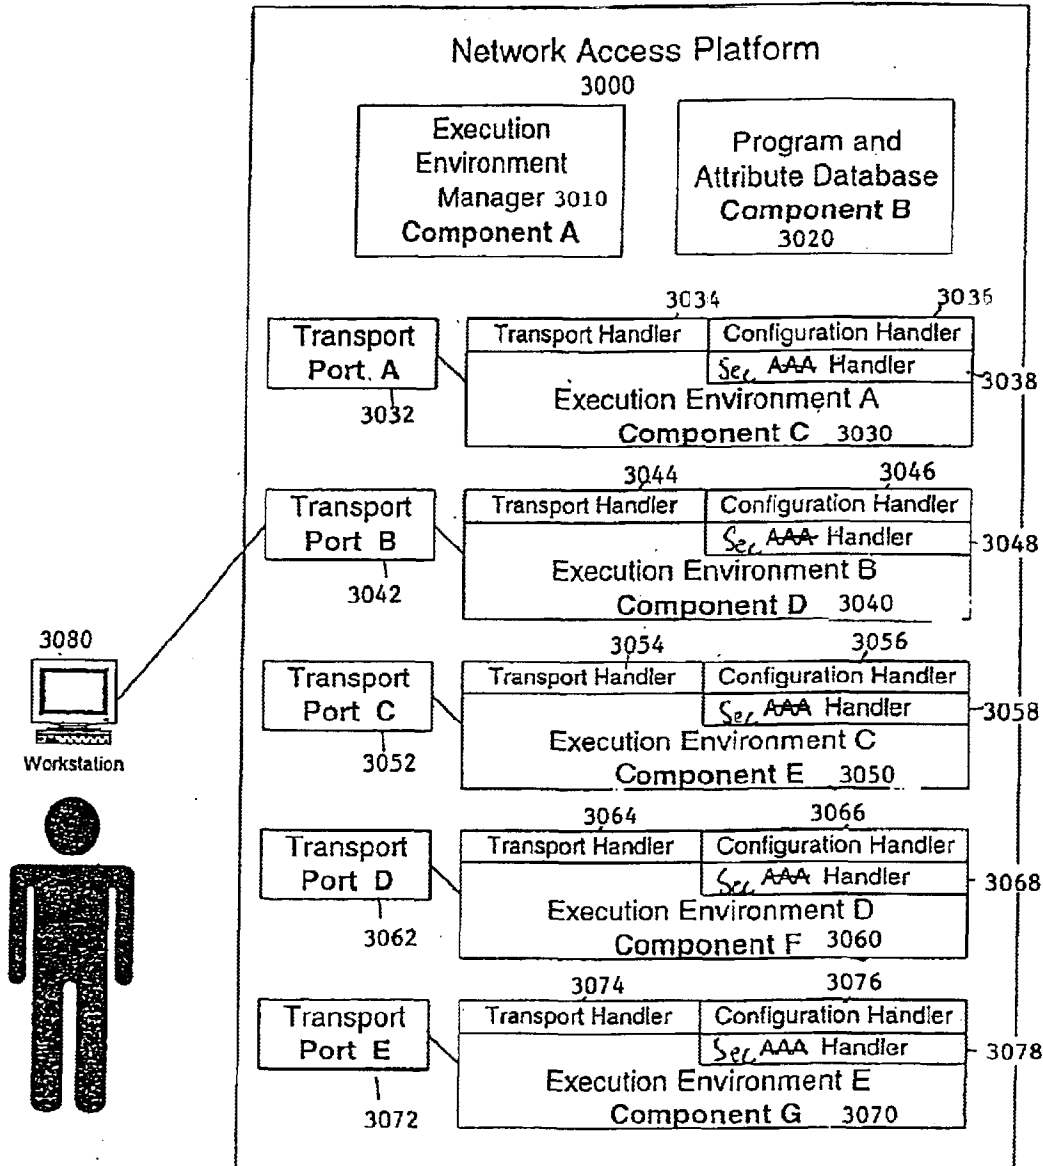 Network Access Platform
3000
Execution
Environment
Manager 3010
Component A
Program and
Attribute Database
Component B
3020
3034
3036
Transport
Port. A
3032
Transport Handler
Configuration Handler
Sec AAA Handler
3038
Execution Environment A
Component C 3030
3044
3046
Transport
Port B
3042
Transport Handler
Configuration Handler
Sec AAA Handler
3048
Execution Environment B
Component D 3040
3080
Workstation
3054
3056
Transport
Port C
3052
Transport Handler
Configuration Handler
Sec AAA Handler
3058
Execution Environment C
Component E 3050
3064
3066
Transport
Port D
3062
Transport Handler
Configuration Handler
Sec AAA Handler
3068
Execution Environment D
Component F 3060
3074
3076
Transport
Port E
3072
Transport Handler
Configuration Handler
Sec AAA Handler
3078
Execution Environment E
Component G 3070